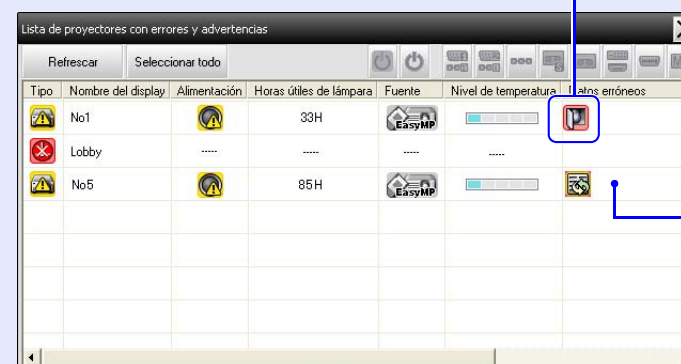 Lista de proyectores con errores y advertencias
Refrescar Seleccionar todo
Tipo Nombre del display Alimentación Horas útiles de lámpara Fuente Nivel de temperatura Datos erróneos
No1 33H EasyMP
Lobby ----- ----- ----- -----
No5 85H EasyMP